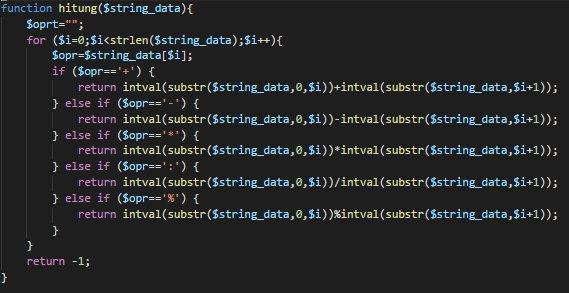 function hitung($string_data){
    $oprt="";
    for ($i=0;$i<strlen($string_data);$i++){
        $opr=$string_data[$i];
        if ($opr=='+') {
            return intval(substr($string_data,0,$i))+intval(substr($string_data,$i+1));
        } else if ($opr=='-') {
            return intval(substr($string_data,0,$i))-intval(substr($string_data,$i+1));
        } else if ($opr=='*') {
            return intval(substr($string_data,0,$i))*intval(substr($string_data,$i+1));
        } else if ($opr==':') {
            return intval(substr($string_data,0,$i))/intval(substr($string_data,$i+1));
        } else if ($opr=='%') {
            return intval(substr($string_data,0,$i))%intval(substr($string_data,$i+1));
        }
    }
    return -1;
}